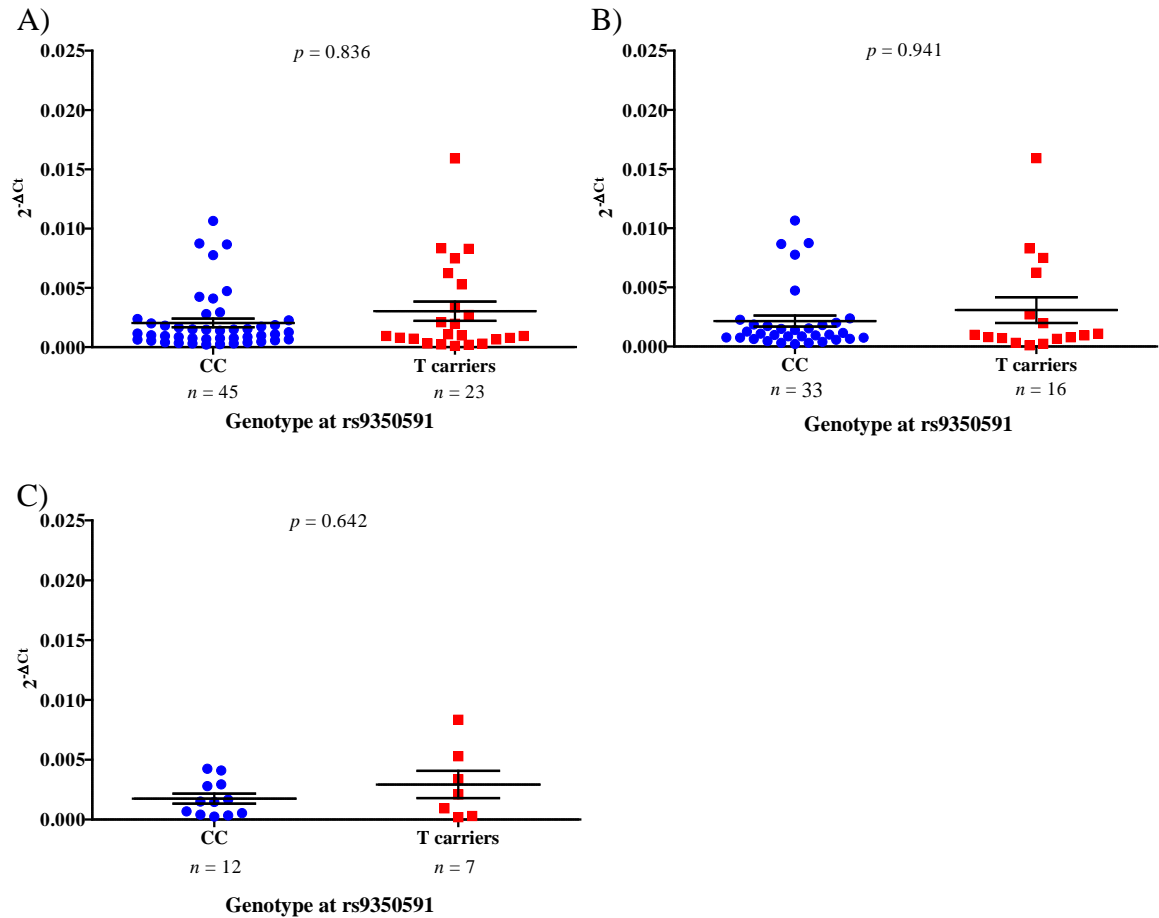 A)
p = 0.836
0.025
0.020
0.015
0.010
0.005
0.000
2^-ΔCt
CC
T carriers
n = 45
n = 23
Genotype at rs9350591
B)
p = 0.941
0.025
0.020
0.015
0.010
0.005
0.000
2^-ΔCt
CC
T carriers
n = 33
n = 16
Genotype at rs9350591
C)
p = 0.642
0.025
0.020
0.015
0.010
0.005
0.000
2^-ΔCt
CC
T carriers
n = 12
n = 7
Genotype at rs9350591